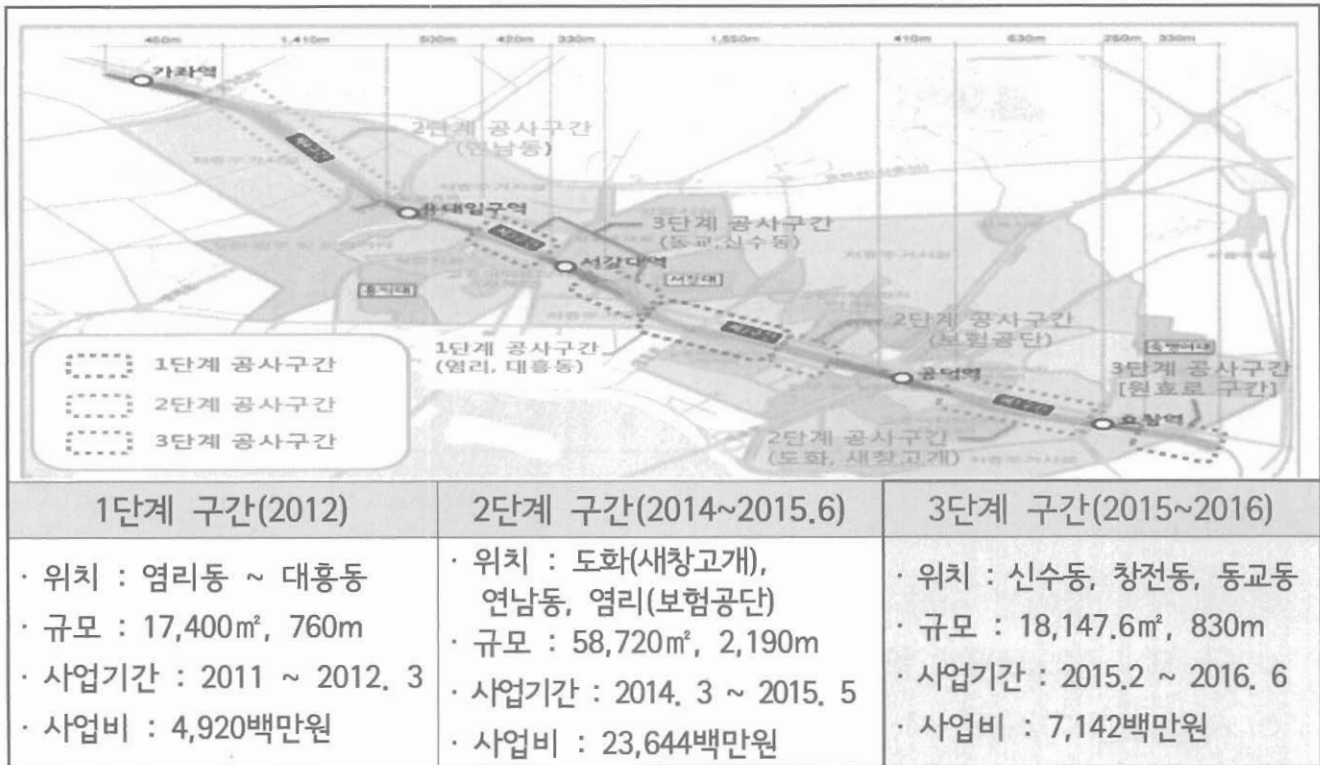 460m 1,410m 500m 420m 330m 1,550m 410m 630m 260m 330m
가좌역
2단계 공사구간
(연남동)
홍대입구역
3단계 공사구간
(동교,신수동)
서강대역
서강대
홍익대
1단계 공사구간
(염리, 대흥동)
2단계 공사구간
(보험공단)
숙명여대
공덕역
3단계 공사구간
[원효로 구간]
효창역
2단계 공사구간
(도화, 새창고개)
1단계 공사구간
2단계 공사구간
3단계 공사구간
1단계 구간(2012)
· 위치 : 염리동 ~ 대흥동
· 규모 : 17,400㎡, 760m
· 사업기간 : 2011 ~ 2012. 3
· 사업비 : 4,920백만원
2단계 구간(2014~2015.6)
· 위치 : 도화(새창고개),
연남동, 염리(보험공단)
· 규모 : 58,720㎡, 2,190m
· 사업기간 : 2014. 3 ~ 2015. 5
· 사업비 : 23,644백만원
3단계 구간(2015~2016)
· 위치 : 신수동, 창전동, 동교동
· 규모 : 18,147.6㎡, 830m
· 사업기간 : 2015.2 ~ 2016. 6
· 사업비 : 7,142백만원